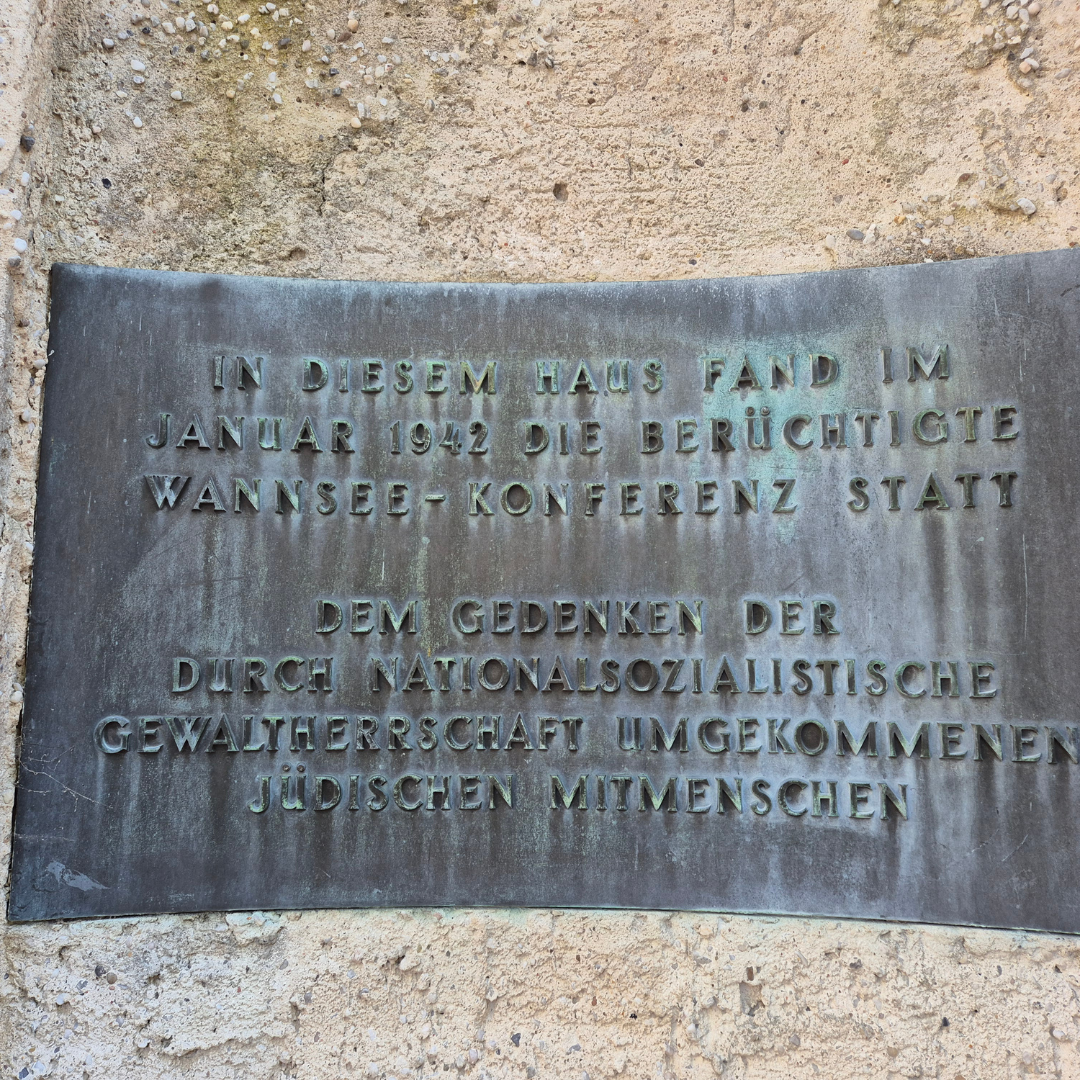 IN DIESEM HAUS FAND IM
JANUAR 1942 DIE BERÜCHTIGTE
WANNSEE-KONFERENZ STATT
DEM GEDENKEN DER
DURCH NATIONALSOZIALISTISCHE
GEWALTHERRSCHAFT UMGEKOMMENEN
JÜDISCHEN MITMENSCHEN